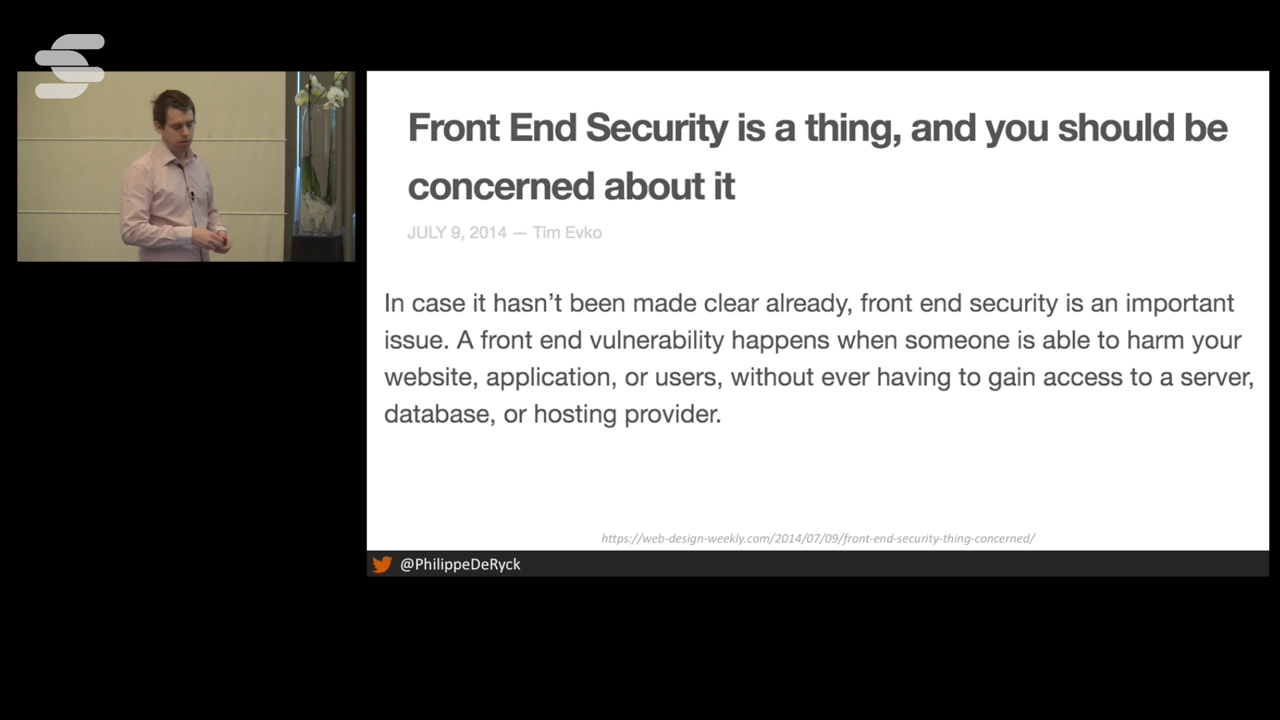 Front End Security is a thing, and you should be
concerned about it
JULY 9, 2014 — Tim Evko
In case it hasn't been made clear already, front end security is an important
issue. A front end vulnerability happens when someone is able to harm your
website, application, or users, without ever having to gain access to a server,
database, or hosting provider.
https://web-design-weekly.com/2014/07/09/front-end-security-thing-concerned/
@PhilippeDeRyck